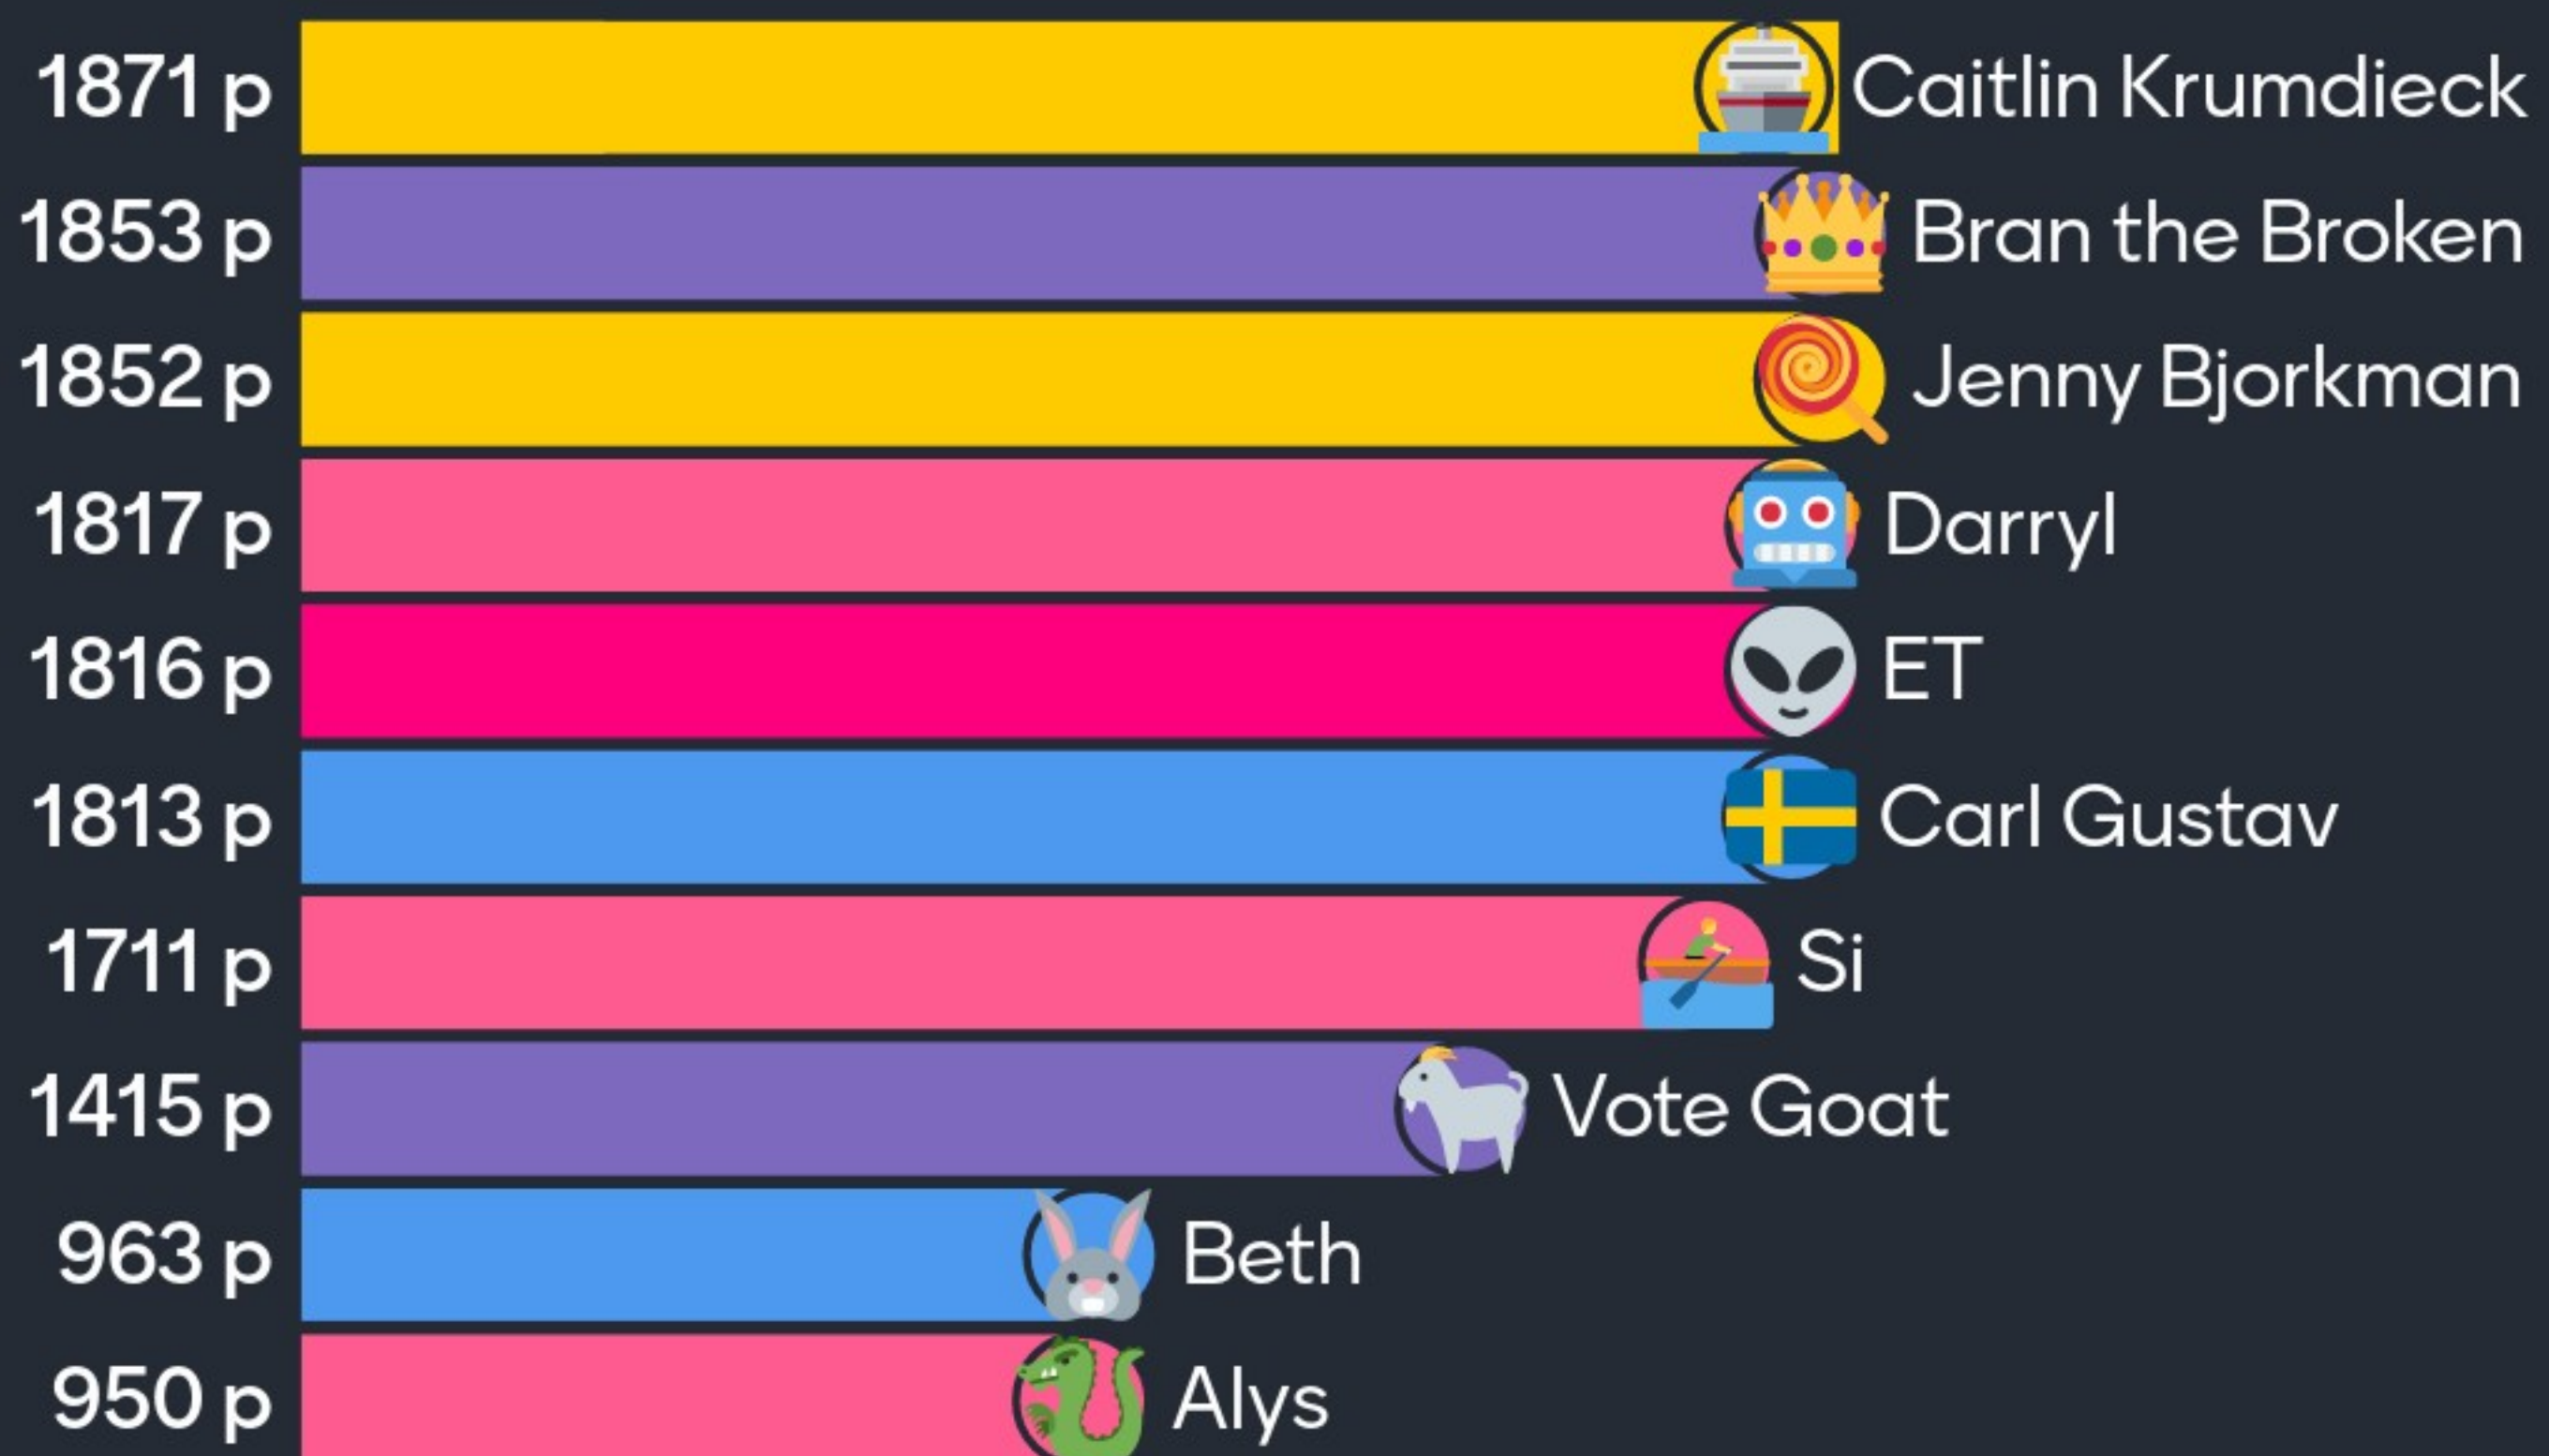 1871 p Caitlin Krumdieck
1853 p Bran the Broken
1852 p Jenny Bjorkman
1817 p Darryl
1816 p ET
1813 p Carl Gustav
1711 p Si
1415 p Vote Goat
963 p Beth
950 p Alys